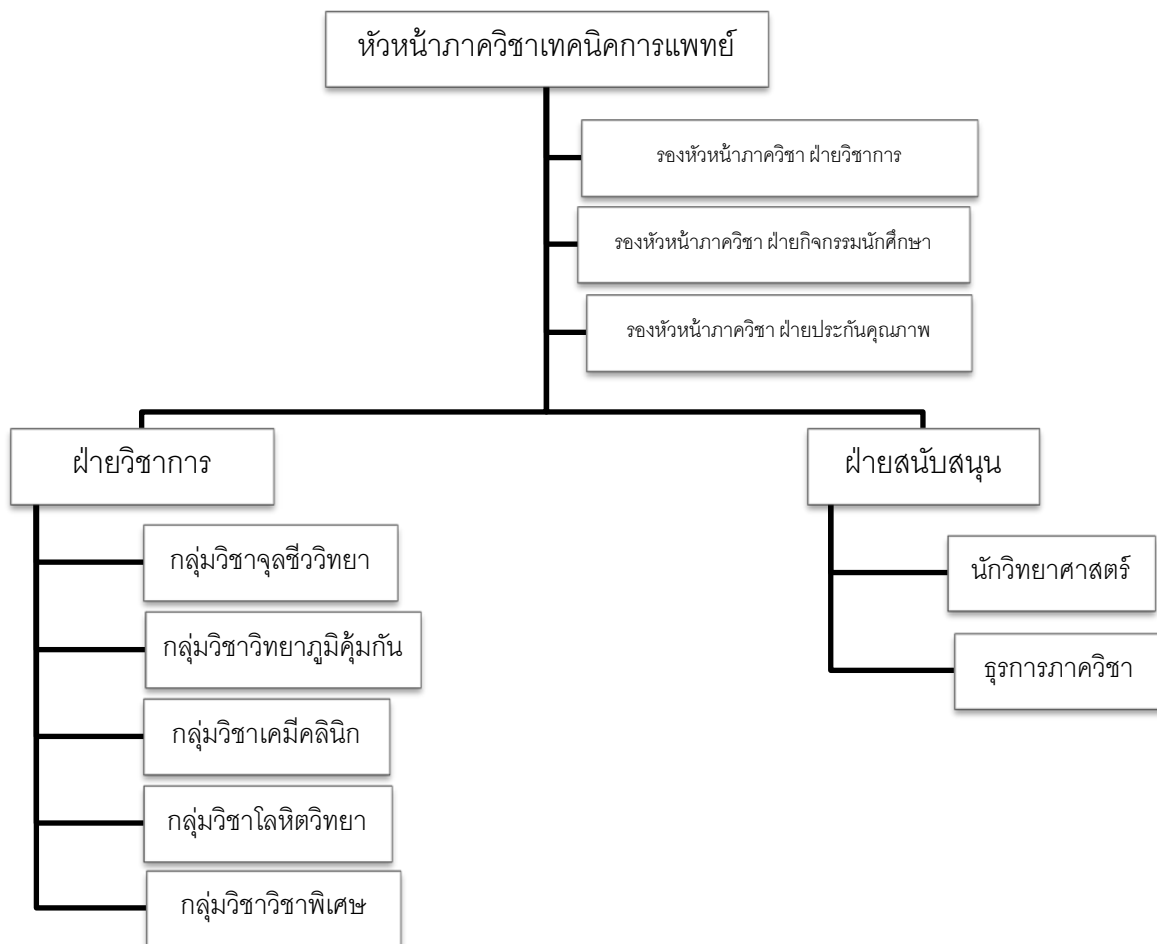 หัวหน้าภาควิชาเทคนิคการแพทย์
รองหัวหน้าภาควิชา ฝ่ายวิชาการ
รองหัวหน้าภาควิชา ฝ่ายกิจกรรมนักศึกษา
รองหัวหน้าภาควิชา ฝ่ายประกันคุณภาพ
ฝ่ายวิชาการ
กลุ่มวิชาจุลชีววิทยา
กลุ่มวิชาวิทยาภูมิคุ้มกัน
กลุ่มวิชาเคมีคลินิก
กลุ่มวิชาโลหิตวิทยา
กลุ่มวิชาวิชาพิเศษ
ฝ่ายสนับสนุน
นักวิทยาศาสตร์
ธุรการภาควิชา